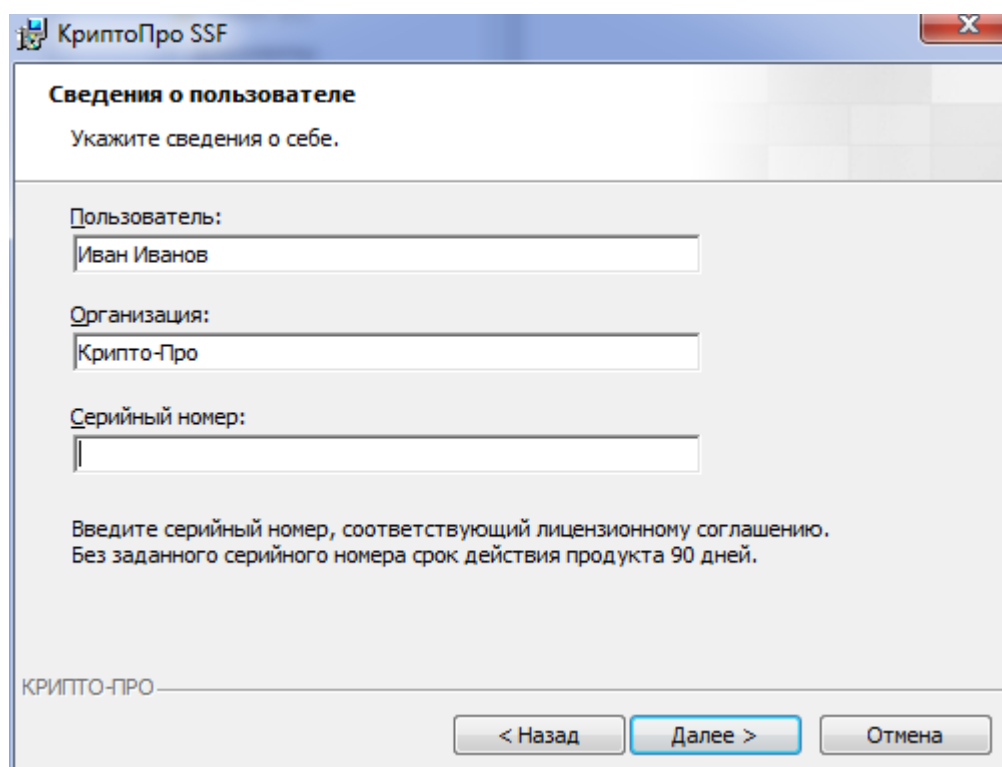 КриптоПро SSF
Сведения о пользователе
Укажите сведения о себе.
Пользователь:
Иван Иванов
Организация:
Крипто-Про
Серийный номер:
Введите серийный номер, соответствующий лицензионному соглашению.
Без заданного серийного номера срок действия продукта 90 дней.
КРИПТО-ПРО
< Назад
Далее >
Отмена